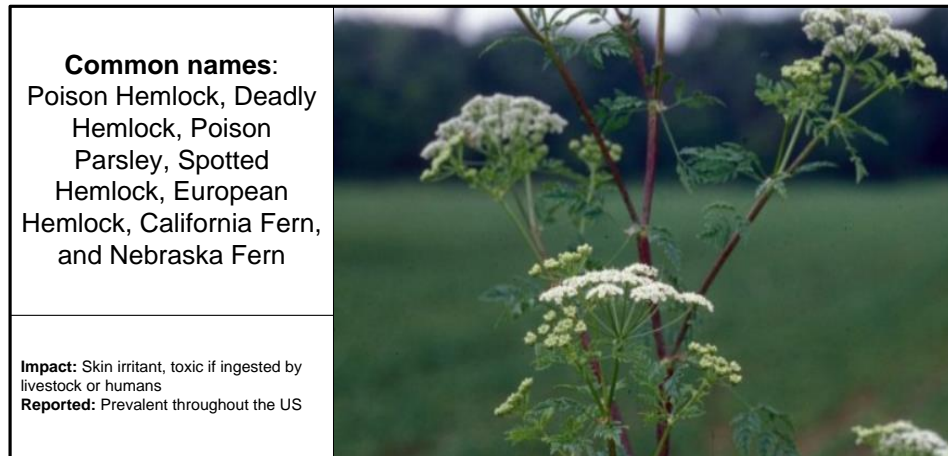 Common names:
Poison Hemlock, Deadly
Hemlock, Poison
Parsley, Spotted
Hemlock, European
Hemlock, California Fern,
and Nebraska Fern
Impact: Skin irritant, toxic if ingested by
livestock or humans
Reported: Prevalent throughout the US